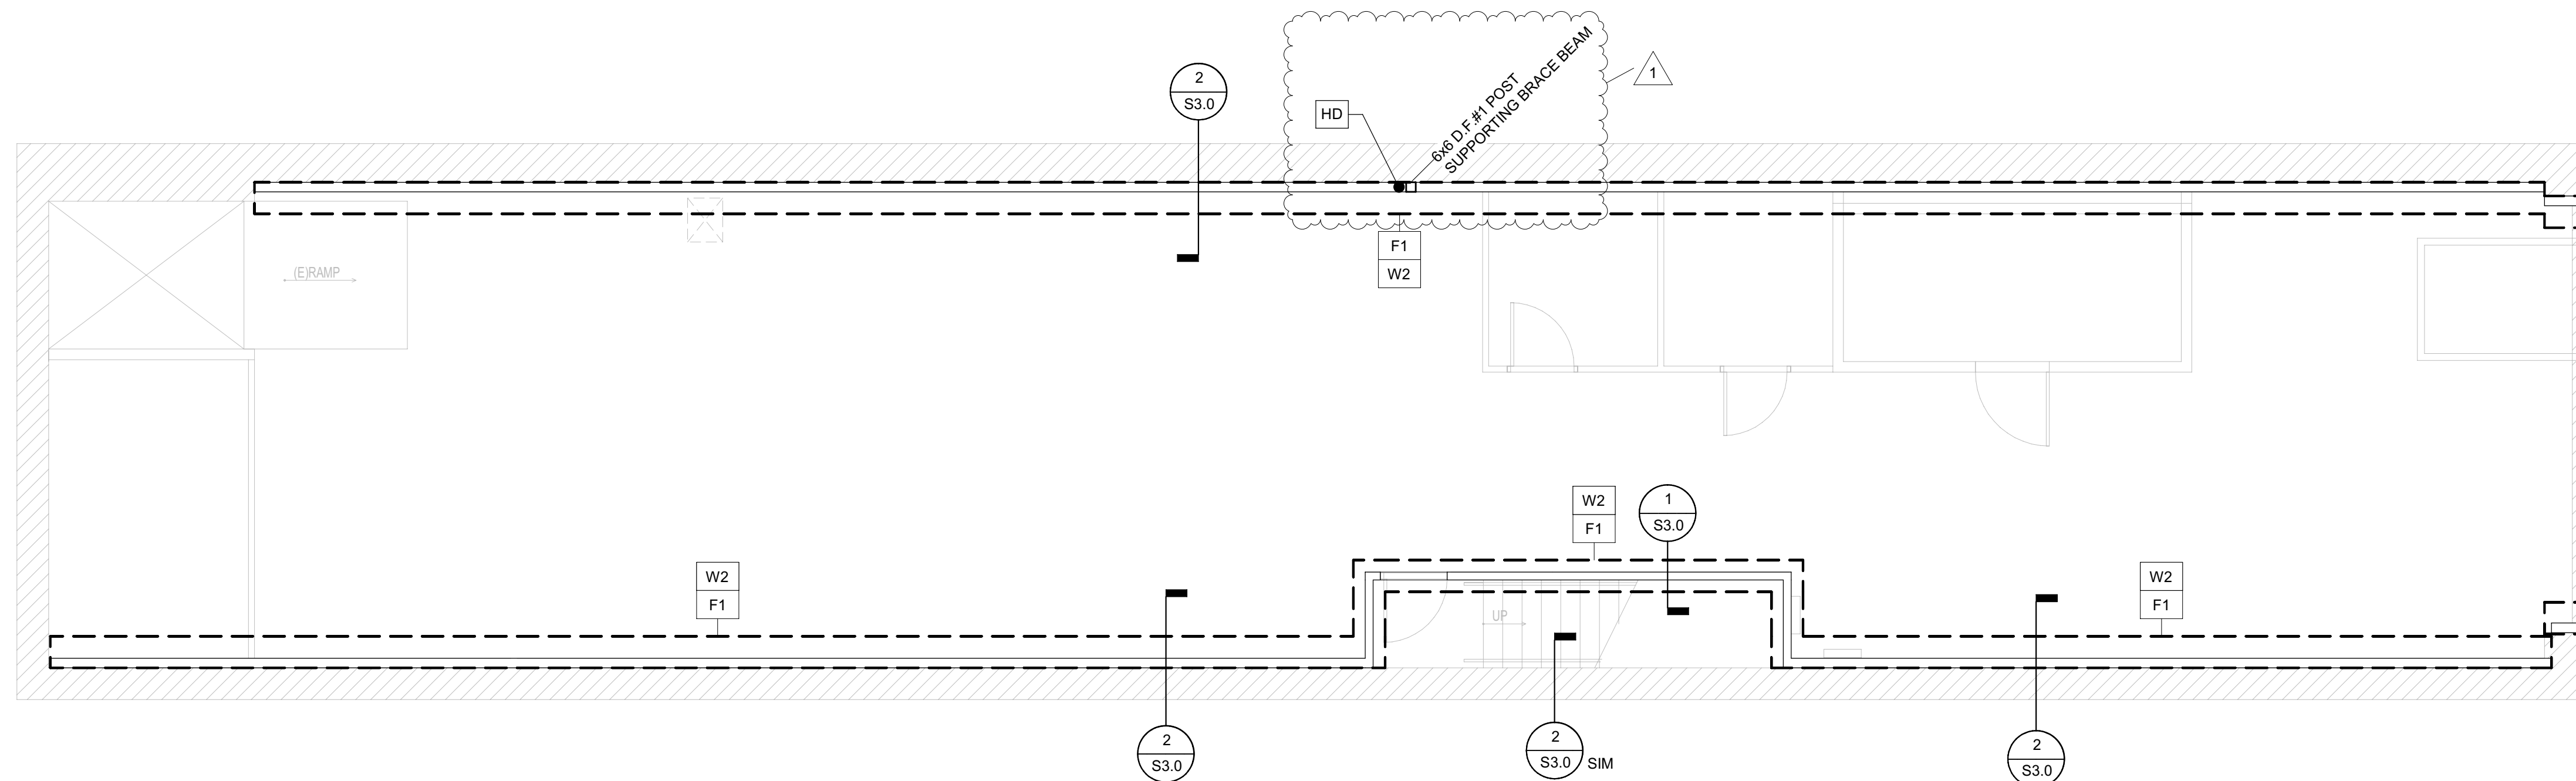 2
S3.0
1
HD
6x6 D.F.#1 POST
SUPPORTING BRACE BEAM
F1
W2
(E)RAMP
W2
F1
1
S3.0
W2
F1
W2
F1
UP
2
S3.0
2
S3.0
SIM
2
S3.0